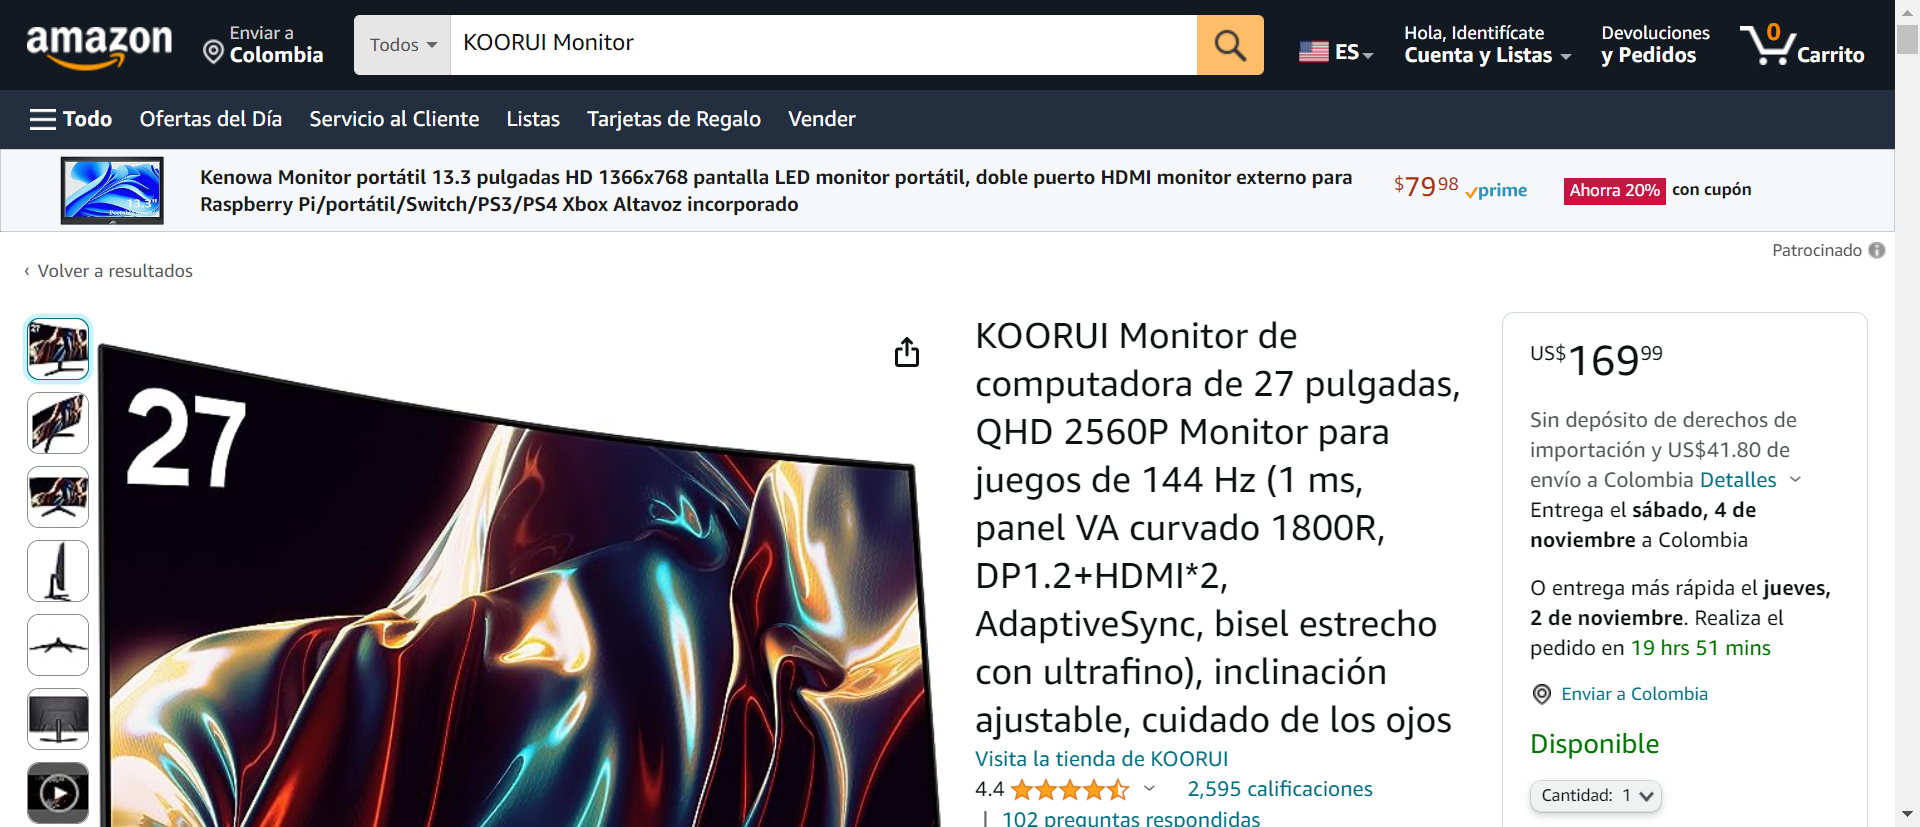 amazon
Enviar a
Colombia
Todos
KOORUI Monitor
ES
Hola, Identifícate
Cuenta y Listas
Devoluciones
y Pedidos
0
Carrito
Todo
Ofertas del Día
Servicio al Cliente
Listas
Tarjetas de Regalo
Vender
13.3"
Kenowa Monitor portátil 13.3 pulgadas HD 1366x768 pantalla LED monitor portátil, doble puerto HDMI monitor externo para
Raspberry Pi/portátil/Switch/PS3/PS4 Xbox Altavoz incorporado
$7998 prime
Ahorra 20% con cupón
Patrocinado
‹ Volver a resultados
27
27
KOORUI Monitor de
computadora de 27 pulgadas,
QHD 2560P Monitor para
juegos de 144 Hz (1 ms,
panel VA curvado 1800R,
DP1.2+HDMI*2,
AdaptiveSync, bisel estrecho
con ultrafino), inclinación
ajustable, cuidado de los ojos
Visita la tienda de KOORUI
4.4
2,595 calificaciones
| 102 preguntas respondidas
US$16999
Sin depósito de derechos de
importación y US$41.80 de
envío a Colombia Detalles
Entrega el sábado, 4 de
noviembre a Colombia
O entrega más rápida el jueves,
2 de noviembre. Realiza el
pedido en 19 hrs 51 mins
Enviar a Colombia
Disponible
Cantidad: 1